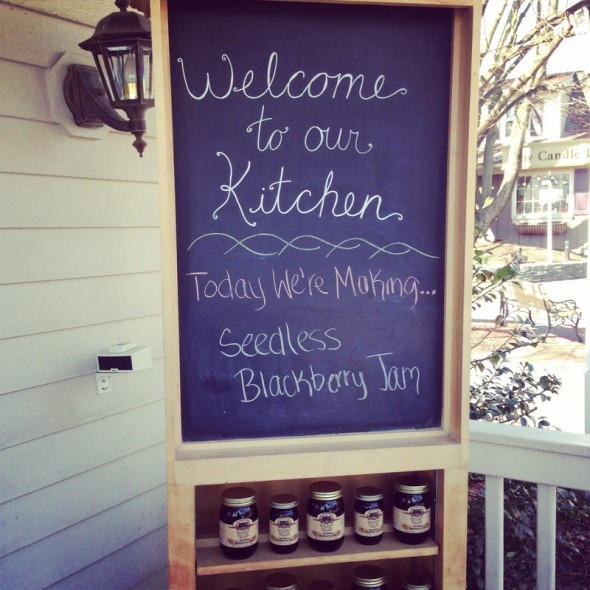 Welcome
to our
Kitchen
Today We're Making...
Seedless
Blackberry Jam
Candle